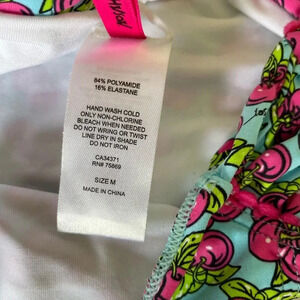 84% POLYAMIDE
16% ELASTANE
HAND WASH COLD
ONLY NON-CHLORINE
BLEACH WHEN NEEDED
DO NOT WRING OR TWIST
LINE DRY IN SHADE
DO NOT IRON
CA34371
RN# 75869
SIZE M
MADE IN CHINA